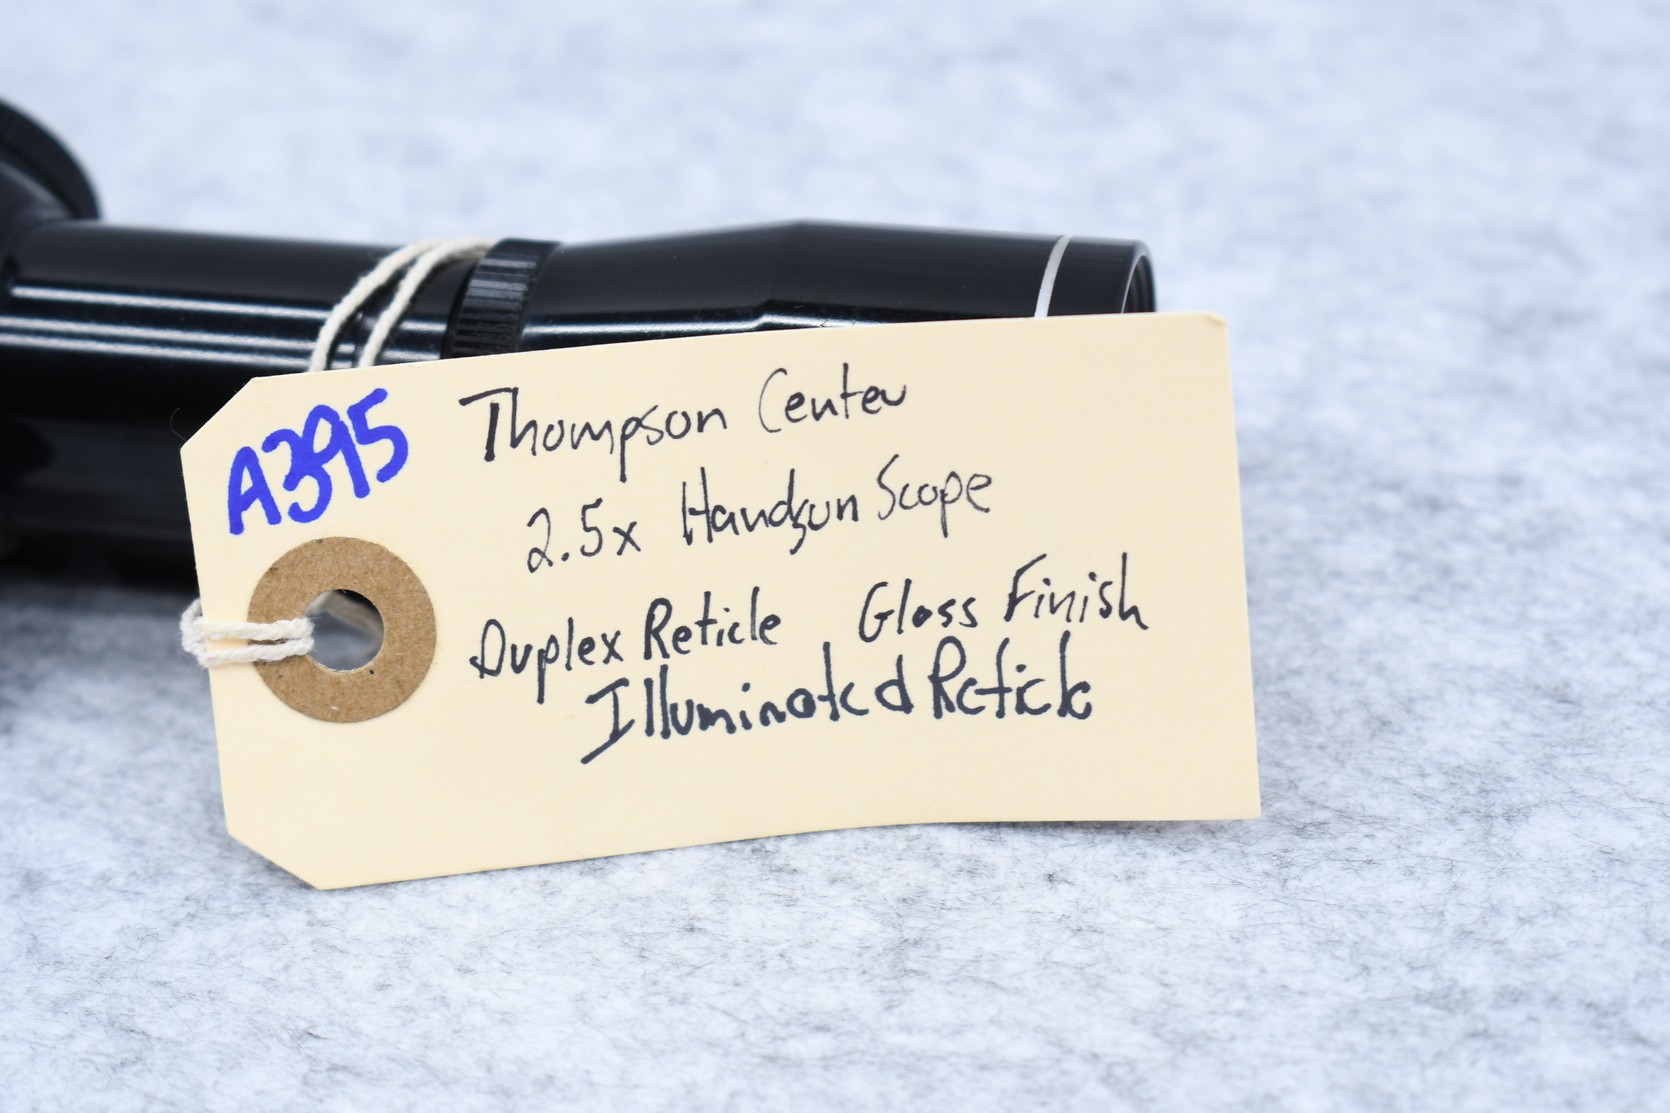 A395
Thompson Center
2.5x Handgun Scope
Duplex Reticle Gloss Finish
Illuminated Reticle